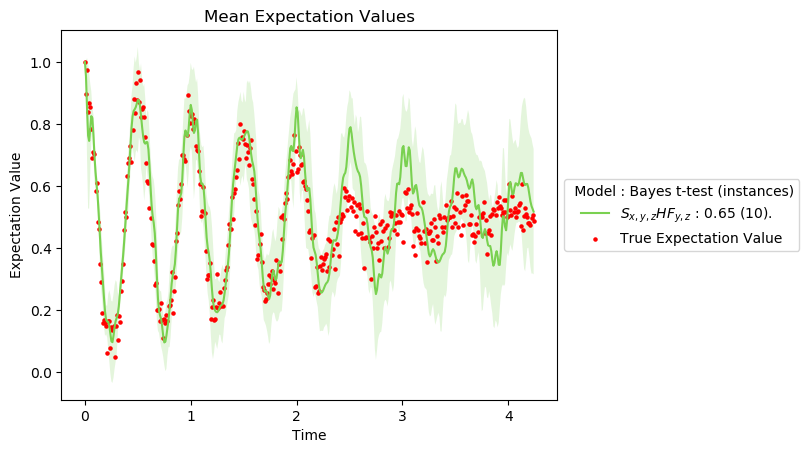 Mean Expectation Values
Expectation Value
1.0
0.8
0.6
0.4
0.2
0.0
0 1 2 3 4
Time
Model : Bayes t-test (instances)
$S_{x,y,z}HF_{y,z}$ : 0.65 (10).
True Expectation Value